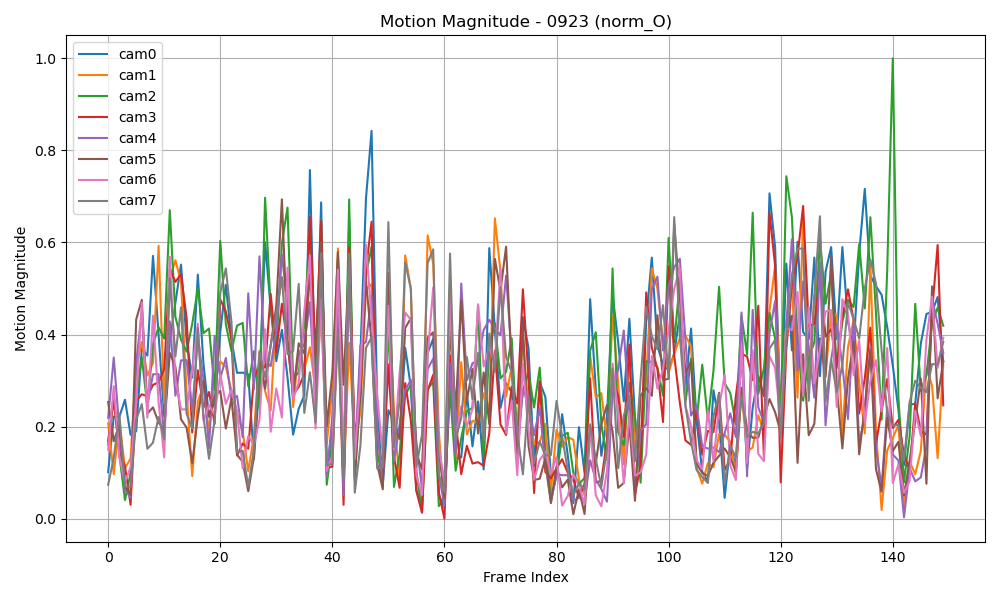 Motion Magnitude - 0923 (norm_O)
cam0
cam1
cam2
cam3
cam4
cam5
cam6
cam7
Motion Magnitude
1.0
0.8
0.6
0.4
0.2
0.0
0 20 40 60 80 100 120 140
Frame Index